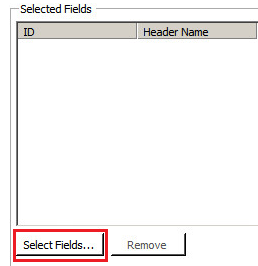 Selected Fields
ID Header Name
Select Fields... Remove